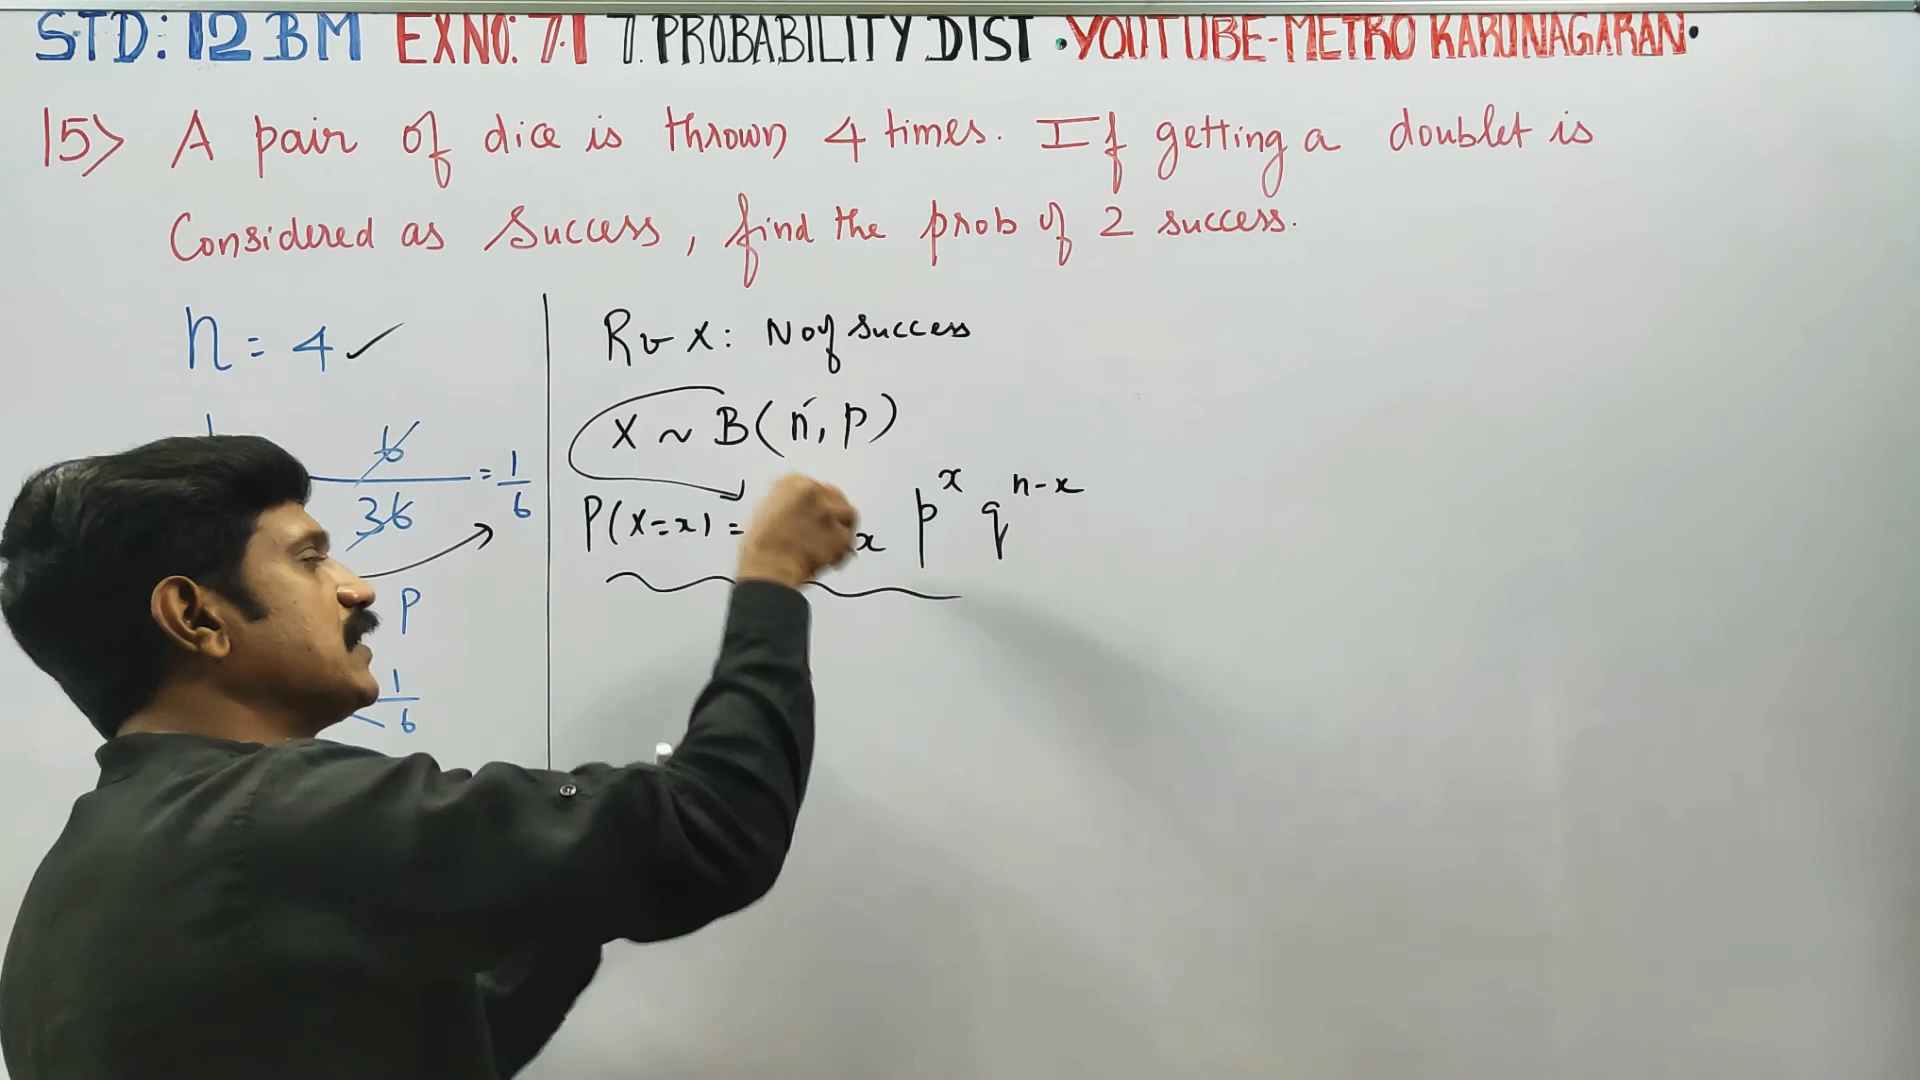 STD: 12 BM EX NO: 7.1 7. PROBABILITY DIST • YOUTUBE-METRO KARUNAGARAN •
15) A pair of dice is thrown 4 times. If getting a doublet is
Considered as Success, find the prob of 2 success.
n = 4 ✓
6
36
= 1/6
P
1/6
Rv X: No of success
X ~ B(n, p)
P(X=x) = x p^x q^n-x